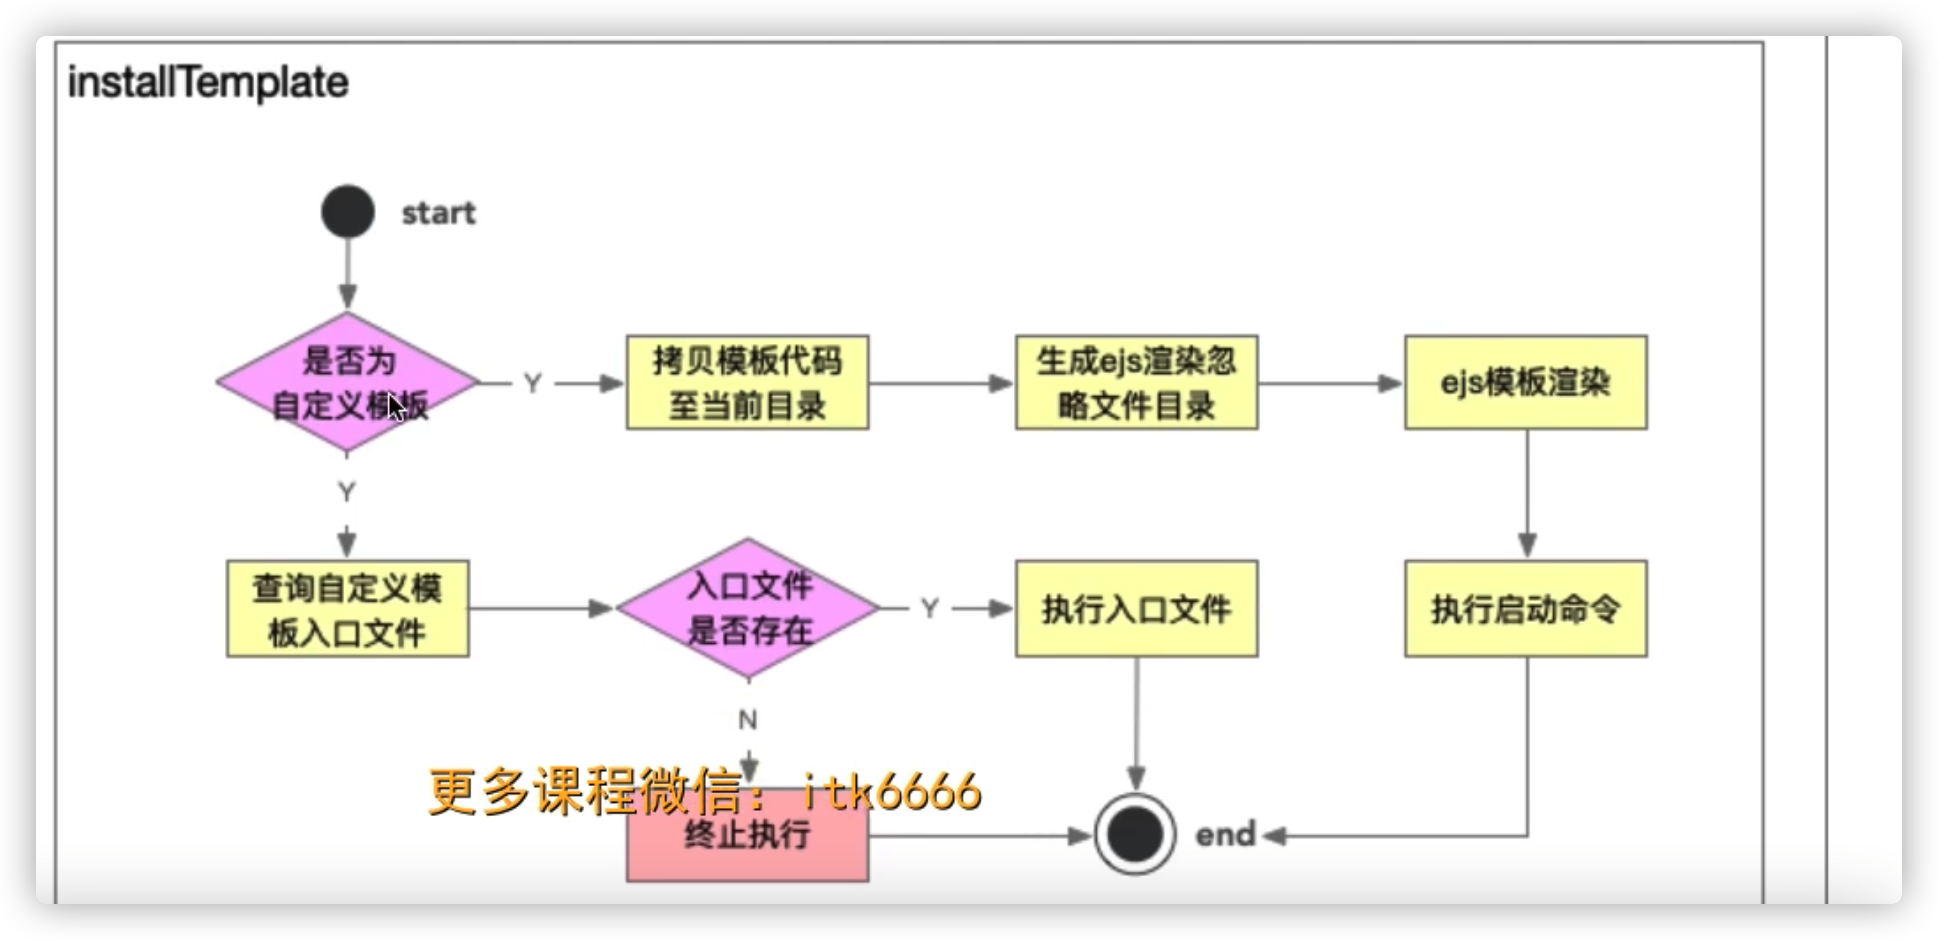 installTemplate
start
是否为
自定义模板
Y
拷贝模板代码
至当前目录
生成ejs渲染忽
略文件目录
ejs模板渲染
Y
查询自定义模
板入口文件
入口文件
是否存在
Y
执行入口文件
执行启动命令
N
更多课程微信：itk6666
终止执行
end